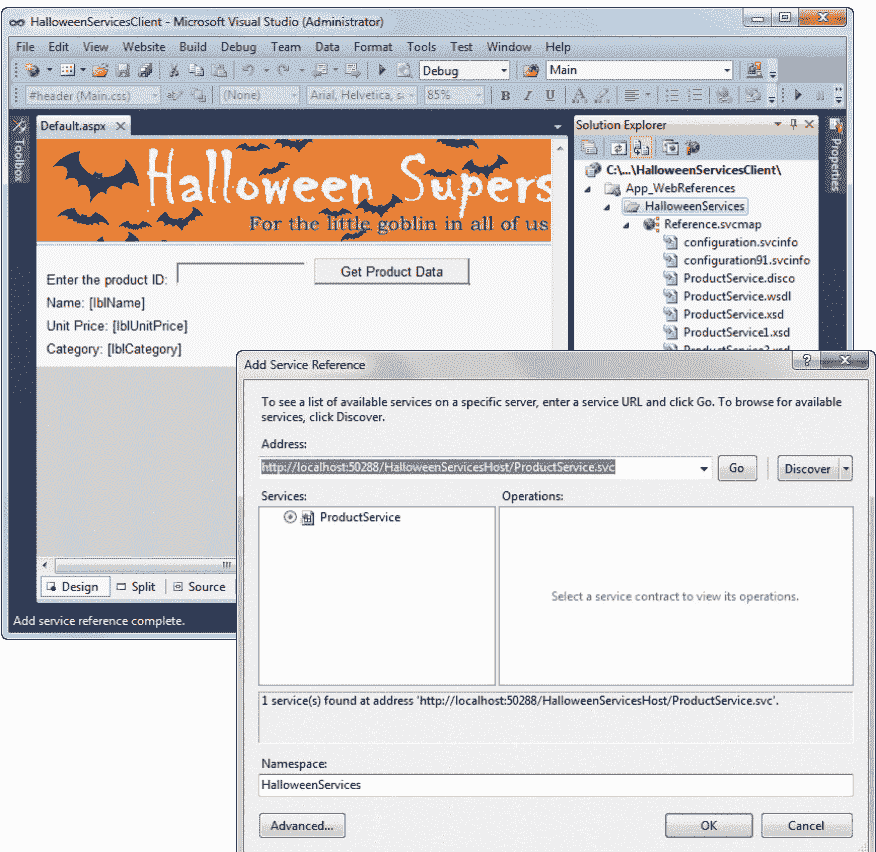 HalloweenServicesClient - Microsoft Visual Studio (Administrator)
File Edit View Website Build Debug Team Data Format Tools Test Window Help
Debug Main
#header (Main.css) (None) Arial, Helvetica, 85% B I U A
Toolbox
Default.aspx
Halloween Supers
For the little goblin in all of us
Enter the product ID: Get Product Data
Name: [lblName]
Unit Price: [lblUnitPrice]
Category: [lblCategory]
Design Split Source
Add service reference complete.
Solution Explorer
C:\...\HalloweenServicesClient\
App_WebReferences
HalloweenServices
Reference.svcmap
configuration.svcinfo
configuration91.svcinfo
ProductService.disco
ProductService.wsdl
ProductService.xsd
ProductService1.xsd
Properties
Add Service Reference
To see a list of available services on a specific server, enter a service URL and click Go. To browse for available
services, click Discover.
Address:
http://localhost:50288/HalloweenServicesHost/ProductService.svc Go Discover
Services: Operations:
ProductService
Select a service contract to view its operations.
1 service(s) found at address 'http://localhost:50288/HalloweenServicesHost/ProductService.svc'.
Namespace:
HalloweenServices
Advanced... OK Cancel